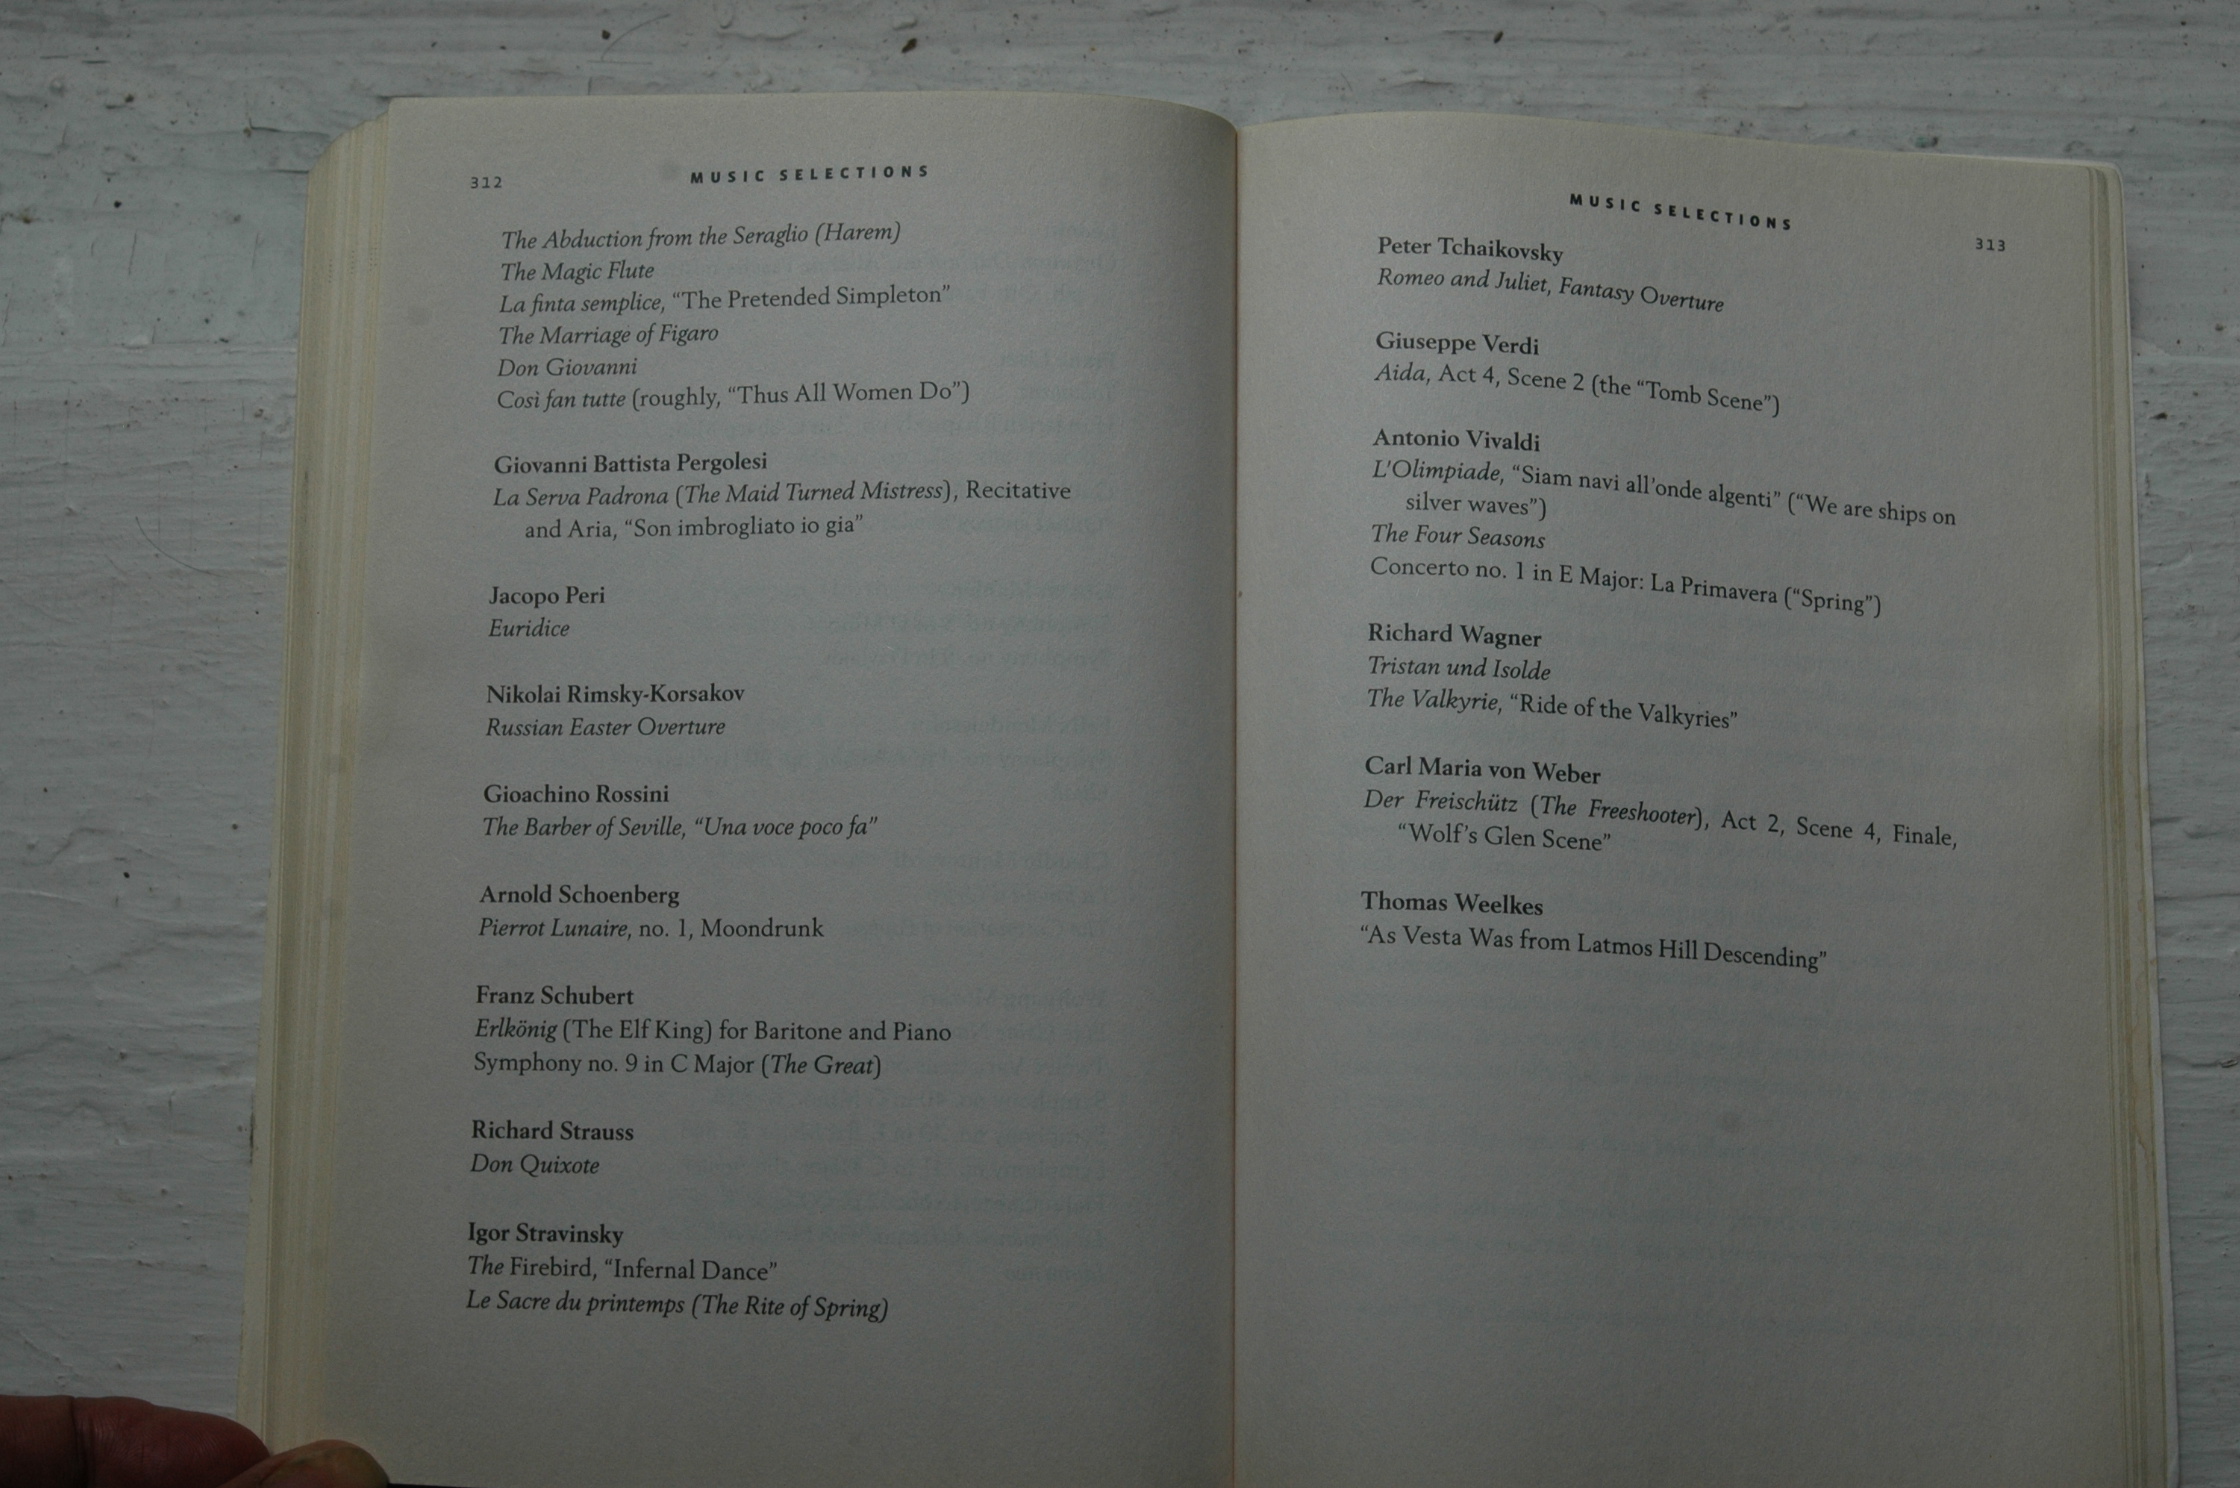 312
MUSIC SELECTIONS
The Abduction from the Seraglio (Harem)
The Magic Flute
La finta semplice, “The Pretended Simpleton”
The Marriage of Figaro
Don Giovanni
Così fan tutte (roughly, “Thus All Women Do”)
Giovanni Battista Pergolesi
La Serva Padrona (The Maid Turned Mistress), Recitative
and Aria, “Son imbrogliato io gia”
Jacopo Peri
Euridice
Nikolai Rimsky-Korsakov
Russian Easter Overture
Gioachino Rossini
The Barber of Seville, “Una voce poco fa”
Arnold Schoenberg
Pierrot Lunaire, no. 1, Moondrunk
Franz Schubert
Erlkönig (The Elf King) for Baritone and Piano
Symphony no. 9 in C Major (The Great)
Richard Strauss
Don Quixote
Igor Stravinsky
The Firebird, “Infernal Dance”
Le Sacre du printemps (The Rite of Spring)
MUSIC SELECTIONS
313
Peter Tchaikovsky
Romeo and Juliet, Fantasy Overture
Giuseppe Verdi
Aida, Act 4, Scene 2 (the “Tomb Scene”)
Antonio Vivaldi
L’Olimpiade, “Siam navi all’onde algenti” (“We are ships on
silver waves”)
The Four Seasons
Concerto no. 1 in E Major: La Primavera (“Spring”)
Richard Wagner
Tristan und Isolde
The Valkyrie, “Ride of the Valkyries”
Carl Maria von Weber
Der Freischütz (The Freeshooter), Act 2, Scene 4, Finale,
“Wolf’s Glen Scene”
Thomas Weelkes
“As Vesta Was from Latmos Hill Descending”